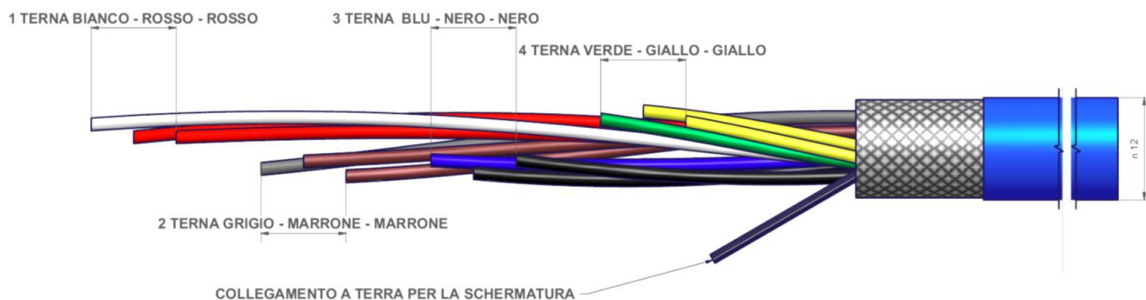 1 TERNA BIANCO - ROSSO - ROSSO
3 TERNA BLU - NERO - NERO
4 TERNA VERDE - GIALLO - GIALLO
n 12
2 TERNA GRIGIO - MARRONE - MARRONE
COLLEGAMENTO A TERRA PER LA SCHERMATURA